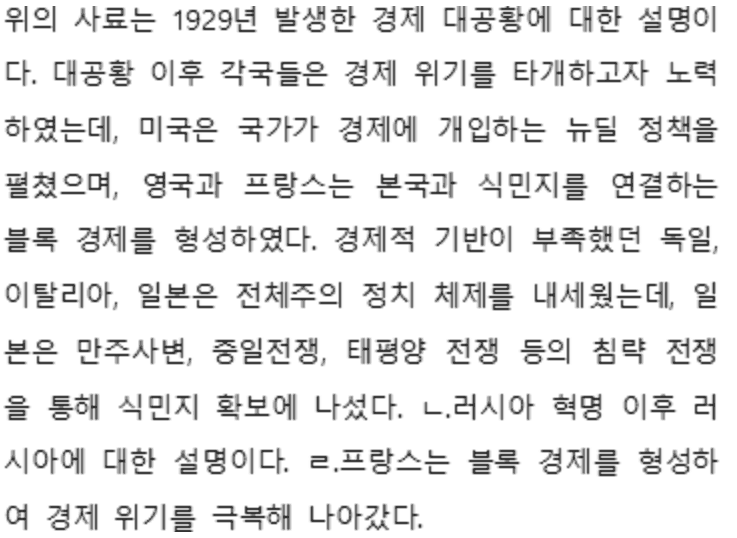 위의 사료는 1929년 발생한 경제 대공황에 대한 설명이
다. 대공황 이후 각국들은 경제 위기를 타개하고자 노력
하였는데, 미국은 국가가 경제에 개입하는 뉴딜 정책을
펼쳤으며, 영국과 프랑스는 본국과 식민지를 연결하는
블록 경제를 형성하였다. 경제적 기반이 부족했던 독일,
이탈리아, 일본은 전체주의 정치 체제를 내세웠는데, 일
본은 만주사변, 중일전쟁, 태평양 전쟁 등의 침략 전쟁
을 통해 식민지 확보에 나섰다. ㄴ.러시아 혁명 이후 러
시아에 대한 설명이다. ㄹ.프랑스는 블록 경제를 형성하
여 경제 위기를 극복해 나아갔다.